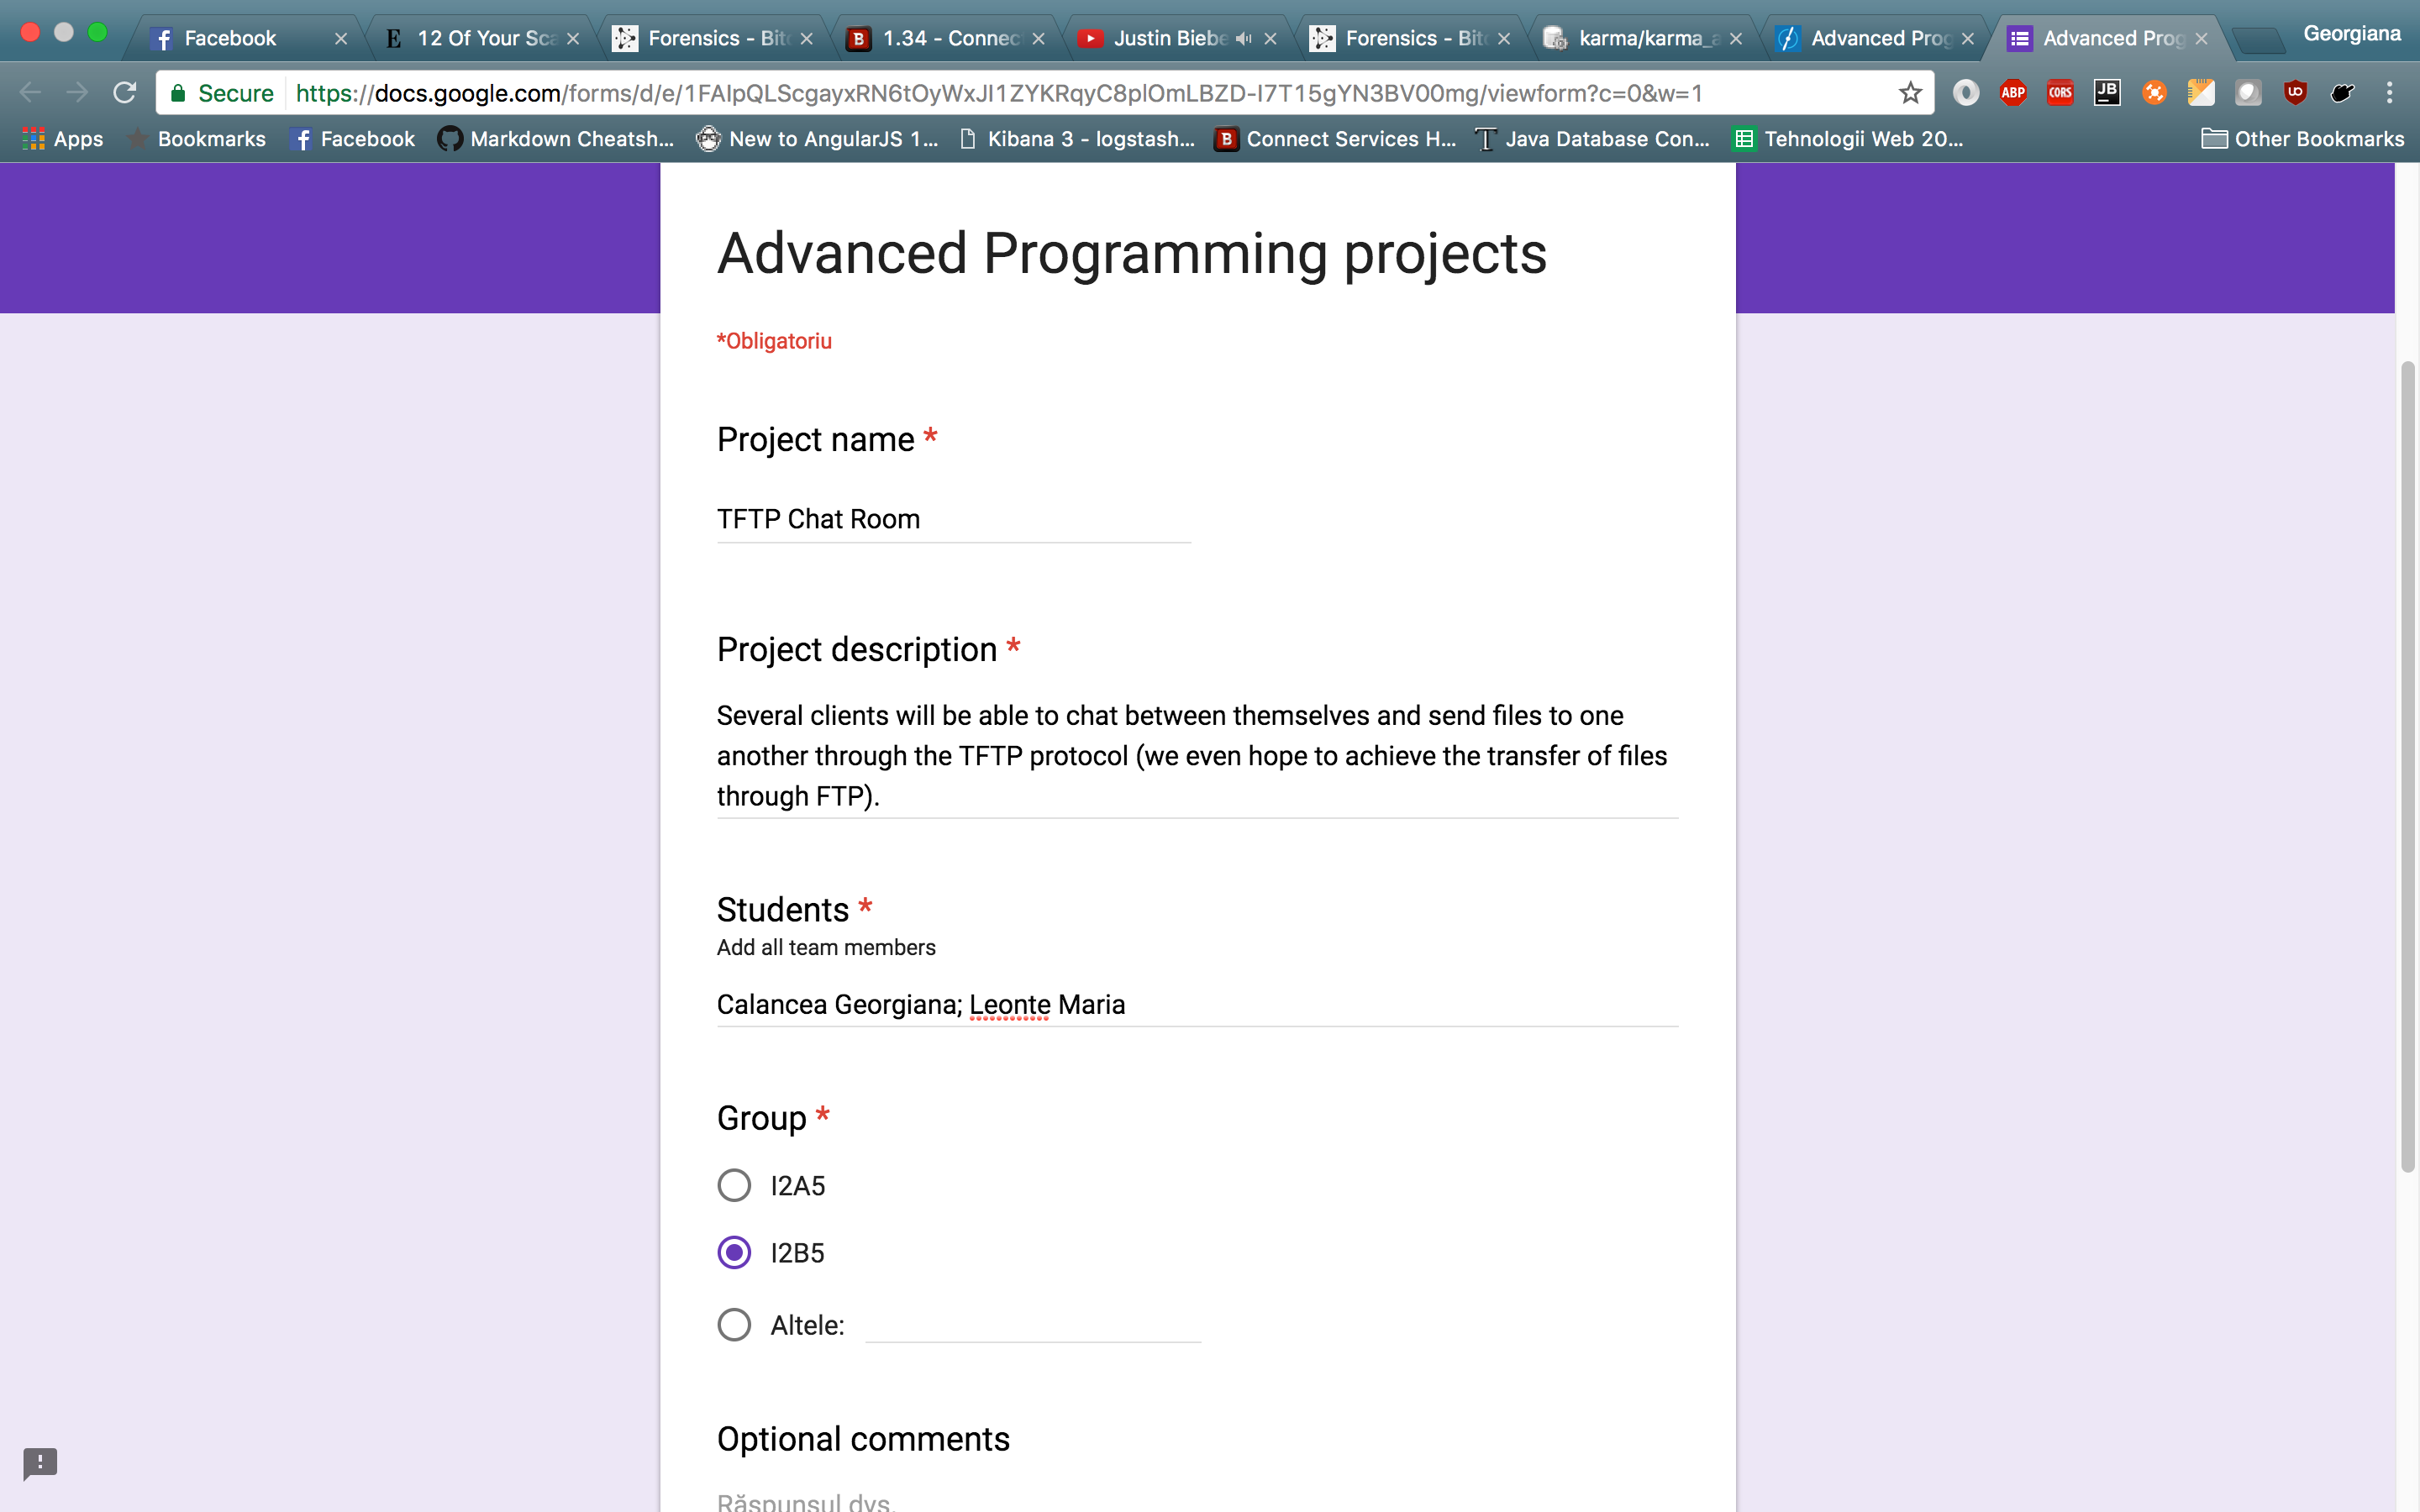 Facebook
12 Of Your Sca
Forensics - Bit
1.34 - Connec
Justin Biebe
Forensics - Bit
karma/karma_a
Advanced Prog
Advanced Prog
Georgiana
Secure https://docs.google.com/forms/d/e/1FAIpQLScgayxRN6tOyWxJI1ZYKRqyC8plOmLBZD-I7T15gYN3BV00mg/viewform?c=0&w=1
ABP
CORS
JB
Apps Bookmarks Facebook Markdown Cheatsh... New to AngularJS 1... Kibana 3 - logstash... Connect Services H... Java Database Con... Tehnologii Web 20... Other Bookmarks
Advanced Programming projects
*Obligatoriu
Project name *
TFTP Chat Room
Project description *
Several clients will be able to chat between themselves and send files to one
another through the TFTP protocol (we even hope to achieve the transfer of files
through FTP).
Students *
Add all team members
Calancea Georgiana; Leonte Maria
Group *
I2A5
I2B5
Altele:
Optional comments
Răspunsul dvs.